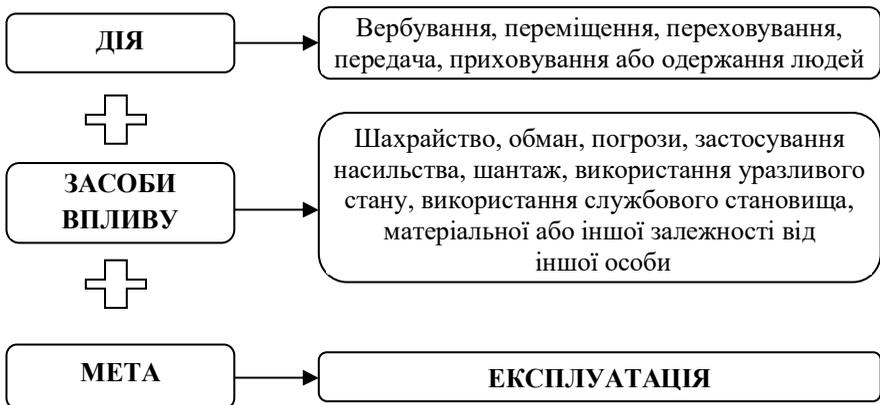 ДІЯ
Вербування, переміщення, переховування,
передача, приховування або одержання людей
ЗАСОБИ
ВПЛИВУ
Шахрайство, обман, погрози, застосування
насильства, шантаж, використання уразливого
стану, використання службового становища,
матеріальної або іншої залежності від
іншої особи
МЕТА
ЕКСПЛУАТАЦІЯ